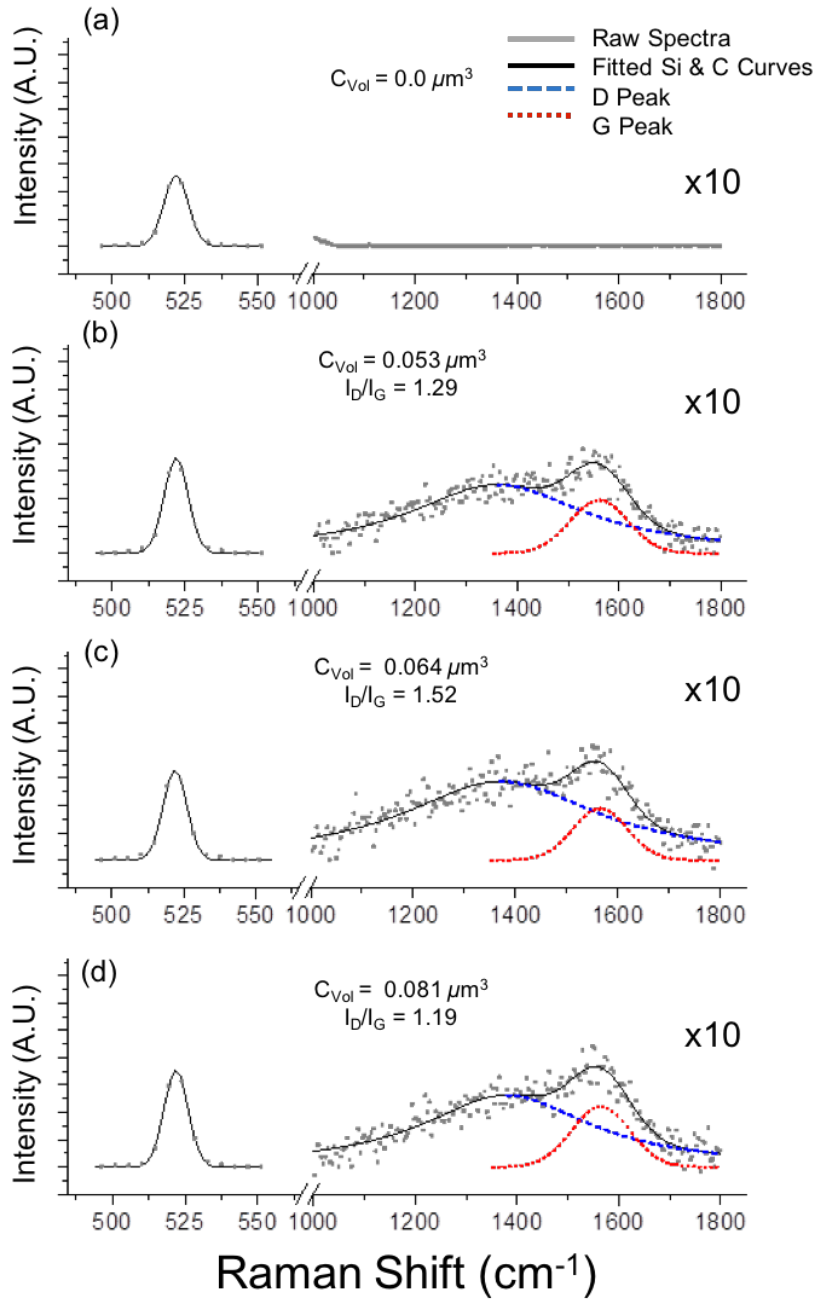 (a)
Raw Spectra
Fitted Si & C Curves
D Peak
G Peak
C_Vol = 0.0 µm³
x10
Intensity (A.U.)
500 525 550 1000 1200 1400 1600 1800
(b)
C_Vol = 0.053 µm³
I_D/I_G = 1.29
x10
Intensity (A.U.)
500 525 550 1000 1200 1400 1600 1800
(c)
C_Vol = 0.064 µm³
I_D/I_G = 1.52
x10
Intensity (A.U.)
500 525 550 1000 1200 1400 1600 1800
(d)
C_Vol = 0.081 µm³
I_D/I_G = 1.19
x10
Intensity (A.U.)
500 525 550 1000 1200 1400 1600 1800
Raman Shift (cm⁻¹)